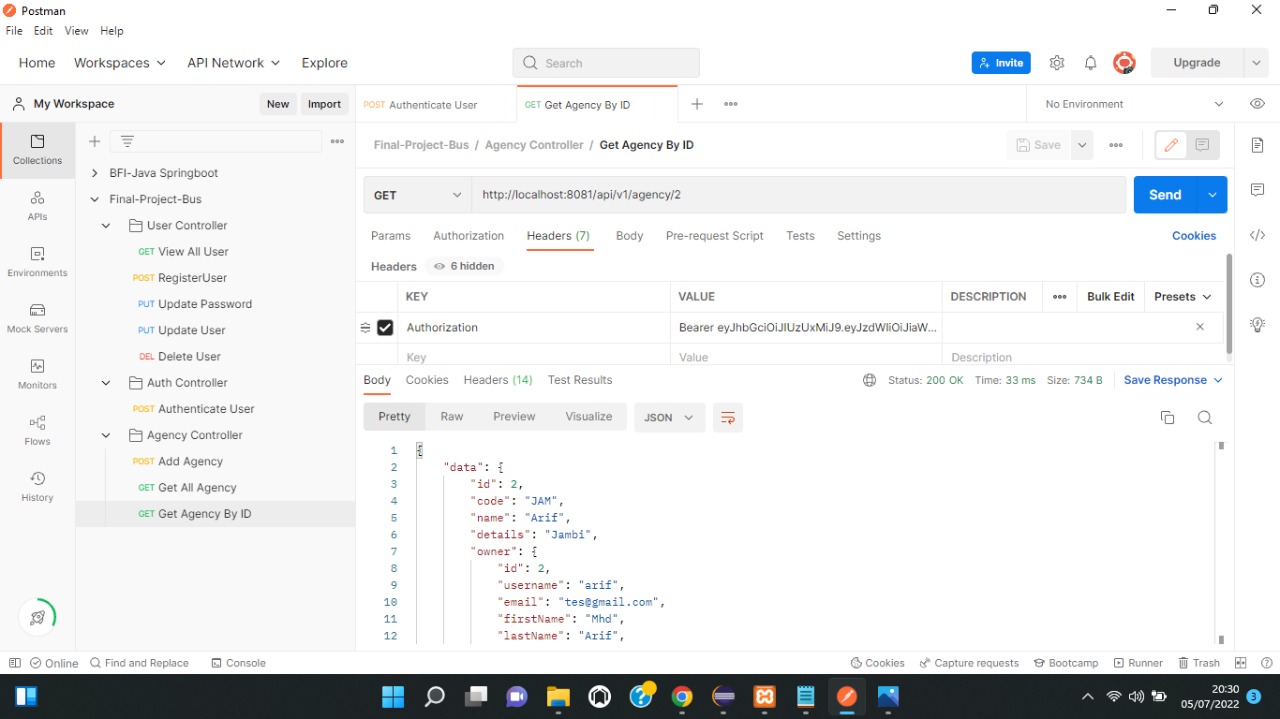 Postman
File Edit View Help
Home Workspaces API Network Explore Search Invite Upgrade
My Workspace New Import POST Authenticate User GET Get Agency By ID No Environment
Collections
APIs
Environments
Mock Servers
Monitors
Flows
History
BFI-Java Springboot
Final-Project-Bus
User Controller
GET View All User
POST RegisterUser
PUT Update Password
PUT Update User
DEL Delete User
Auth Controller
POST Authenticate User
Agency Controller
POST Add Agency
GET Get All Agency
GET Get Agency By ID
Final-Project-Bus / Agency Controller / Get Agency By ID Save
GET http://localhost:8081/api/v1/agency/2 Send
Params Authorization Headers (7) Body Pre-request Script Tests Settings Cookies
Headers 6 hidden
KEY VALUE DESCRIPTION Bulk Edit Presets
Authorization Bearer eyJhbGciOiJIUzUxMiJ9.eyJzdWIiOiJiaW...
Key Value Description
Body Cookies Headers (14) Test Results Status: 200 OK Time: 33 ms Size: 734 B Save Response
Pretty Raw Preview Visualize JSON
1 {
2 "data": {
3 "id": 2,
4 "code": "JAM",
5 "name": "Arif",
6 "details": "Jambi",
7 "owner": {
8 "id": 2,
9 "username": "arif",
10 "email": "tes@gmail.com",
11 "firstName": "Mhd",
12 "lastName": "Arif",
Online Find and Replace Console Cookies Capture requests Bootcamp Runner Trash
20:30
05/07/2022 3